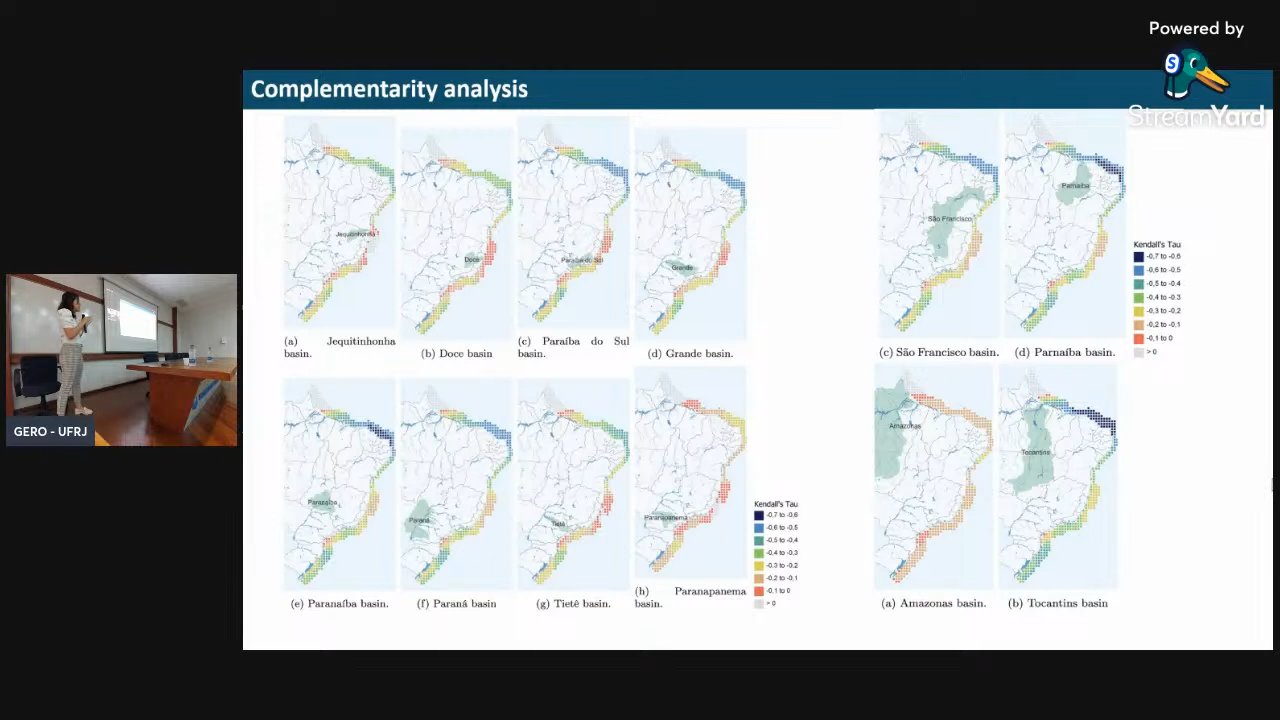 Powered by
StreamYard
Complementarity analysis
Jequitinhonha
Doce
Paraíba do Sul
Grande
(a) Jequitinhonha
basin.
(b) Doce basin
(c) Paraíba do Sul
basin.
(d) Grande basin.
São Francisco
Parnaíba
(c) São Francisco basin.
(d) Parnaíba basin.
Kendall's Tau
-0,7 to -0,6
-0,6 to -0,5
-0,5 to -0,4
-0,4 to -0,3
-0,3 to -0,2
-0,2 to -0,1
-0,1 to 0
> 0
GERO - UFRJ
Paranaíba
Paraná
Tietê
Paranapanema
(e) Paranaíba basin.
(f) Paraná basin
(g) Tietê basin.
(h) Paranapanema
basin.
Kendall's Tau
-0,7 to -0,6
-0,6 to -0,5
-0,5 to -0,4
-0,4 to -0,3
-0,3 to -0,2
-0,2 to -0,1
-0,1 to 0
> 0
Amazonas
Tocantins
(a) Amazonas basin.
(b) Tocantins basin